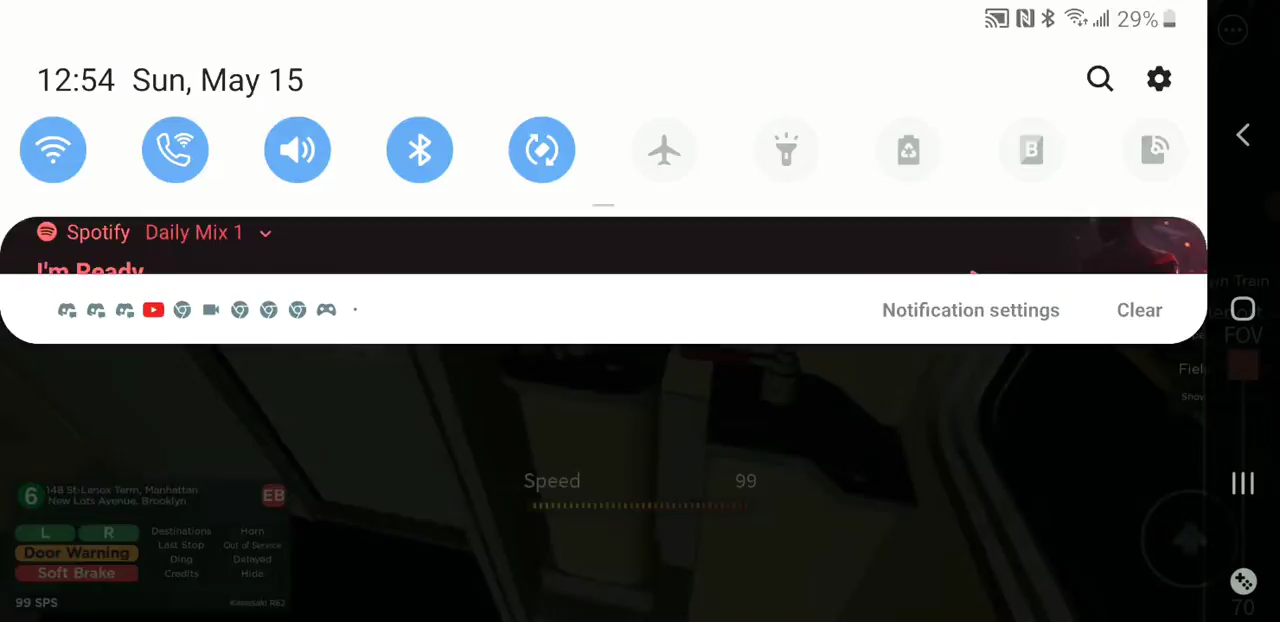 29%
12:54 Sun, May 15
B
Spotify Daily Mix 1
I'm Ready
Notification settings Clear
FOV
Speed 99
6 148 St-Lenox Term, Manhattan
New Lots Avenue, Brooklyn
EB
L R
Door Warning
Soft Brake
Destinations Horn
Last Stop Out of Service
Ding Delayed
Credits Hide
99 SPS
Kawasaki R62
70